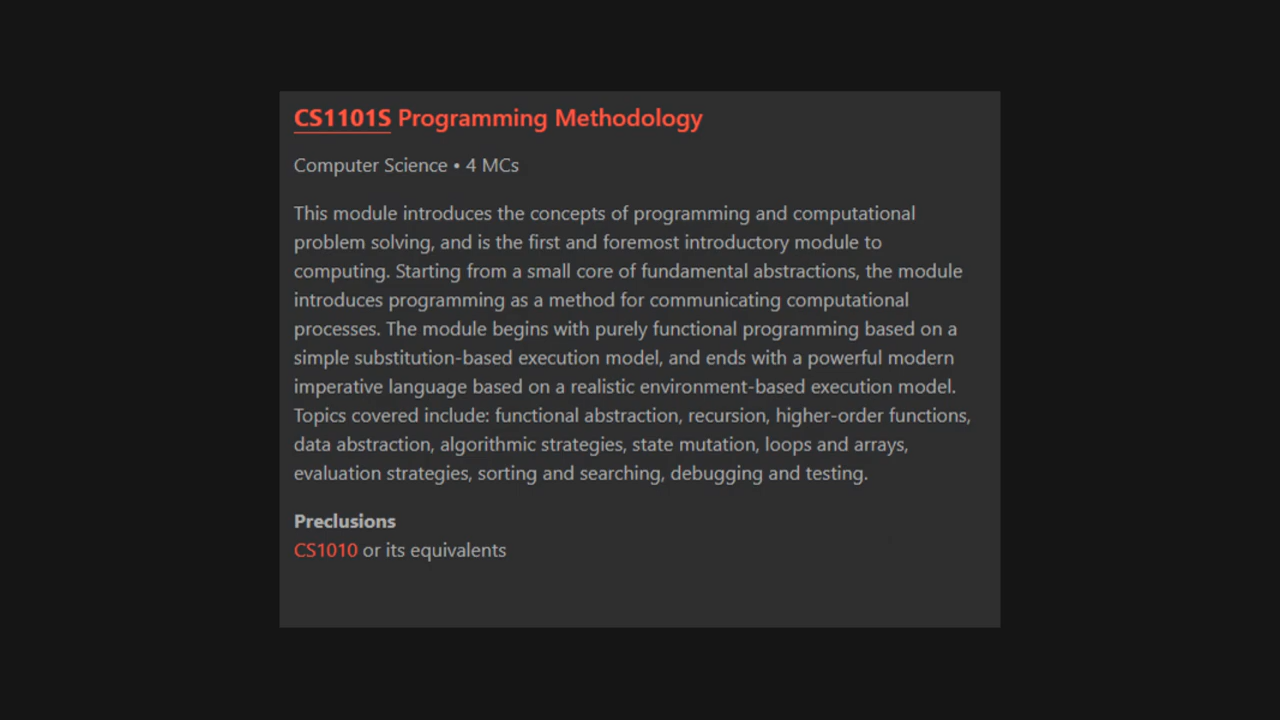 CS1101S Programming Methodology
Computer Science • 4 MCs
This module introduces the concepts of programming and computational
problem solving, and is the first and foremost introductory module to
computing. Starting from a small core of fundamental abstractions, the module
introduces programming as a method for communicating computational
processes. The module begins with purely functional programming based on a
simple substitution-based execution model, and ends with a powerful modern
imperative language based on a realistic environment-based execution model.
Topics covered include: functional abstraction, recursion, higher-order functions,
data abstraction, algorithmic strategies, state mutation, loops and arrays,
evaluation strategies, sorting and searching, debugging and testing.
Preclusions
CS1010 or its equivalents